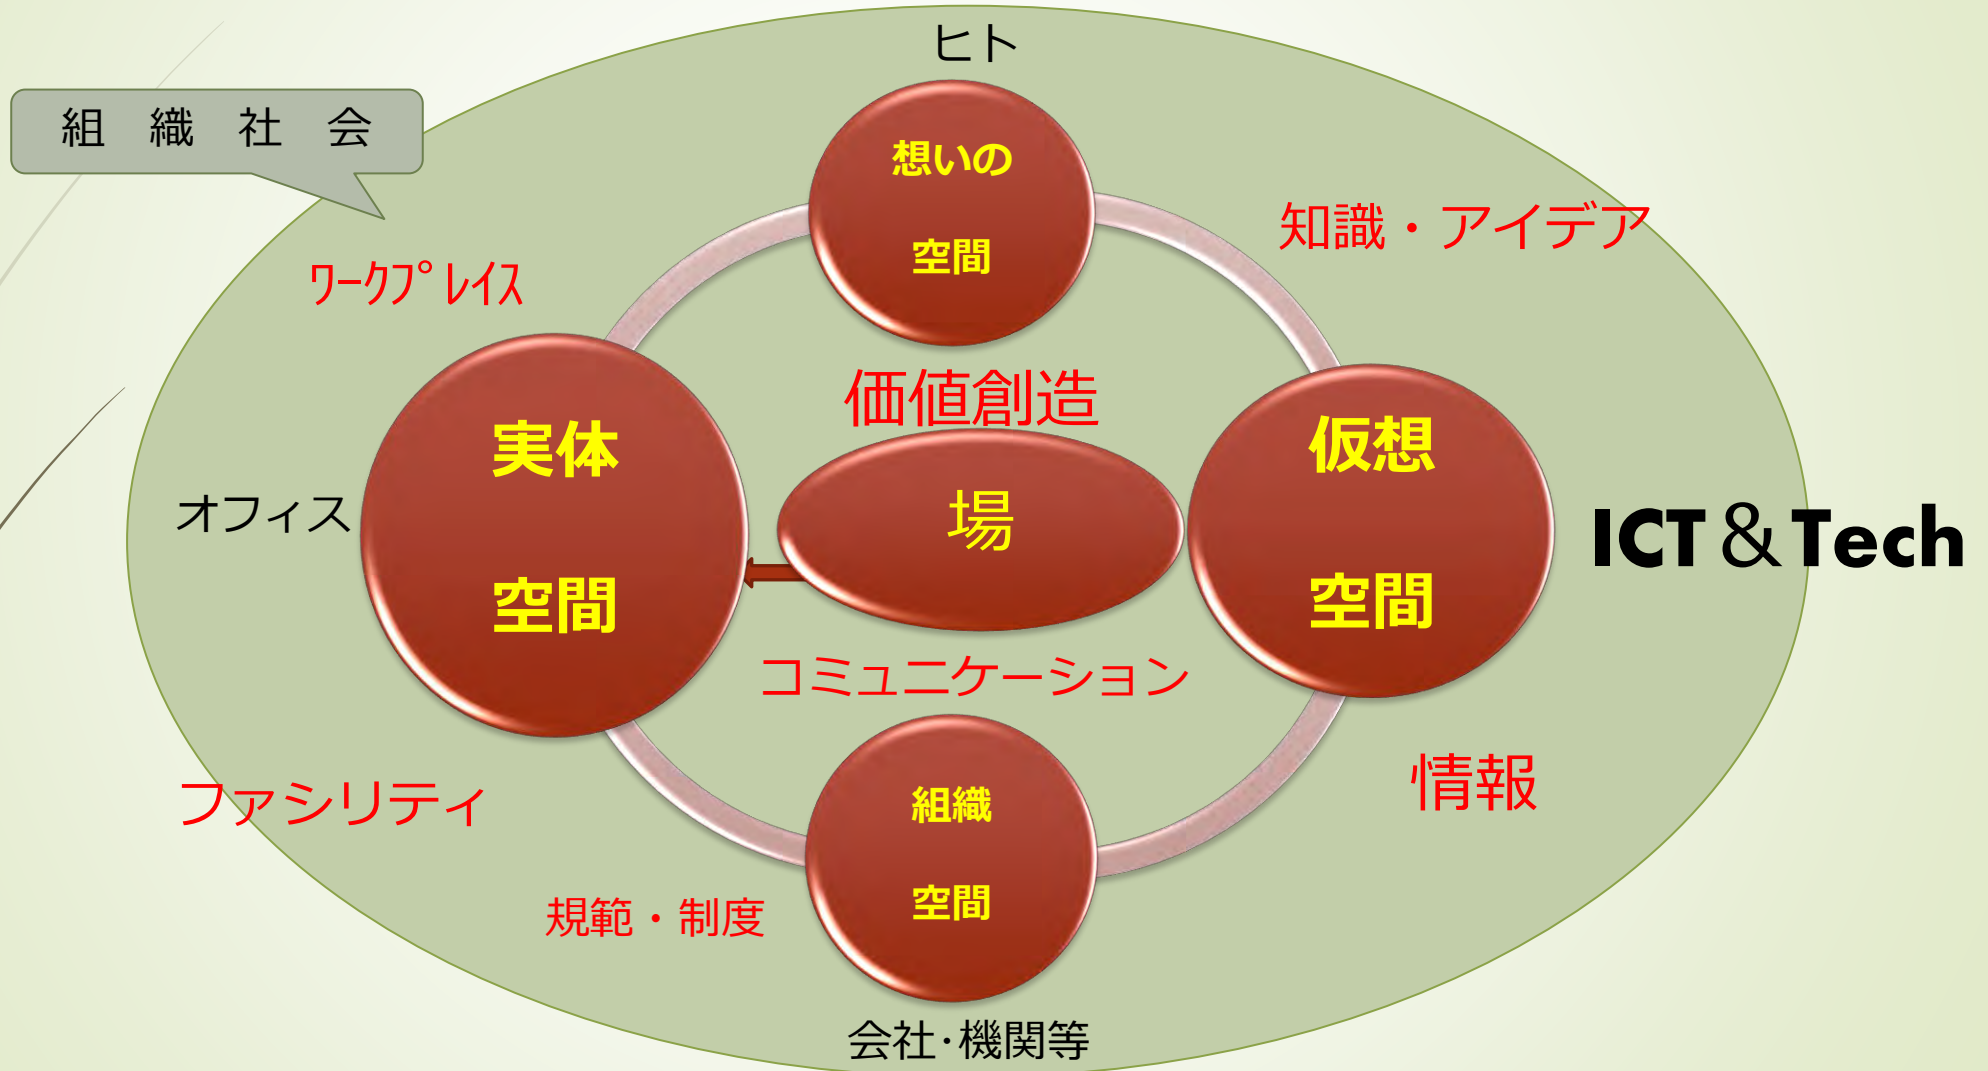 ヒト
組 織 社 会
想いの
空間
知識・アイデア
ﾜｰｸﾌﾟﾚｲｽ
価値創造
実体
空間
仮想
空間
場
オフィス
ICT＆Tech
コミュニケーション
ファシリティ
情報
組織
空間
規範・制度
会社･機関等